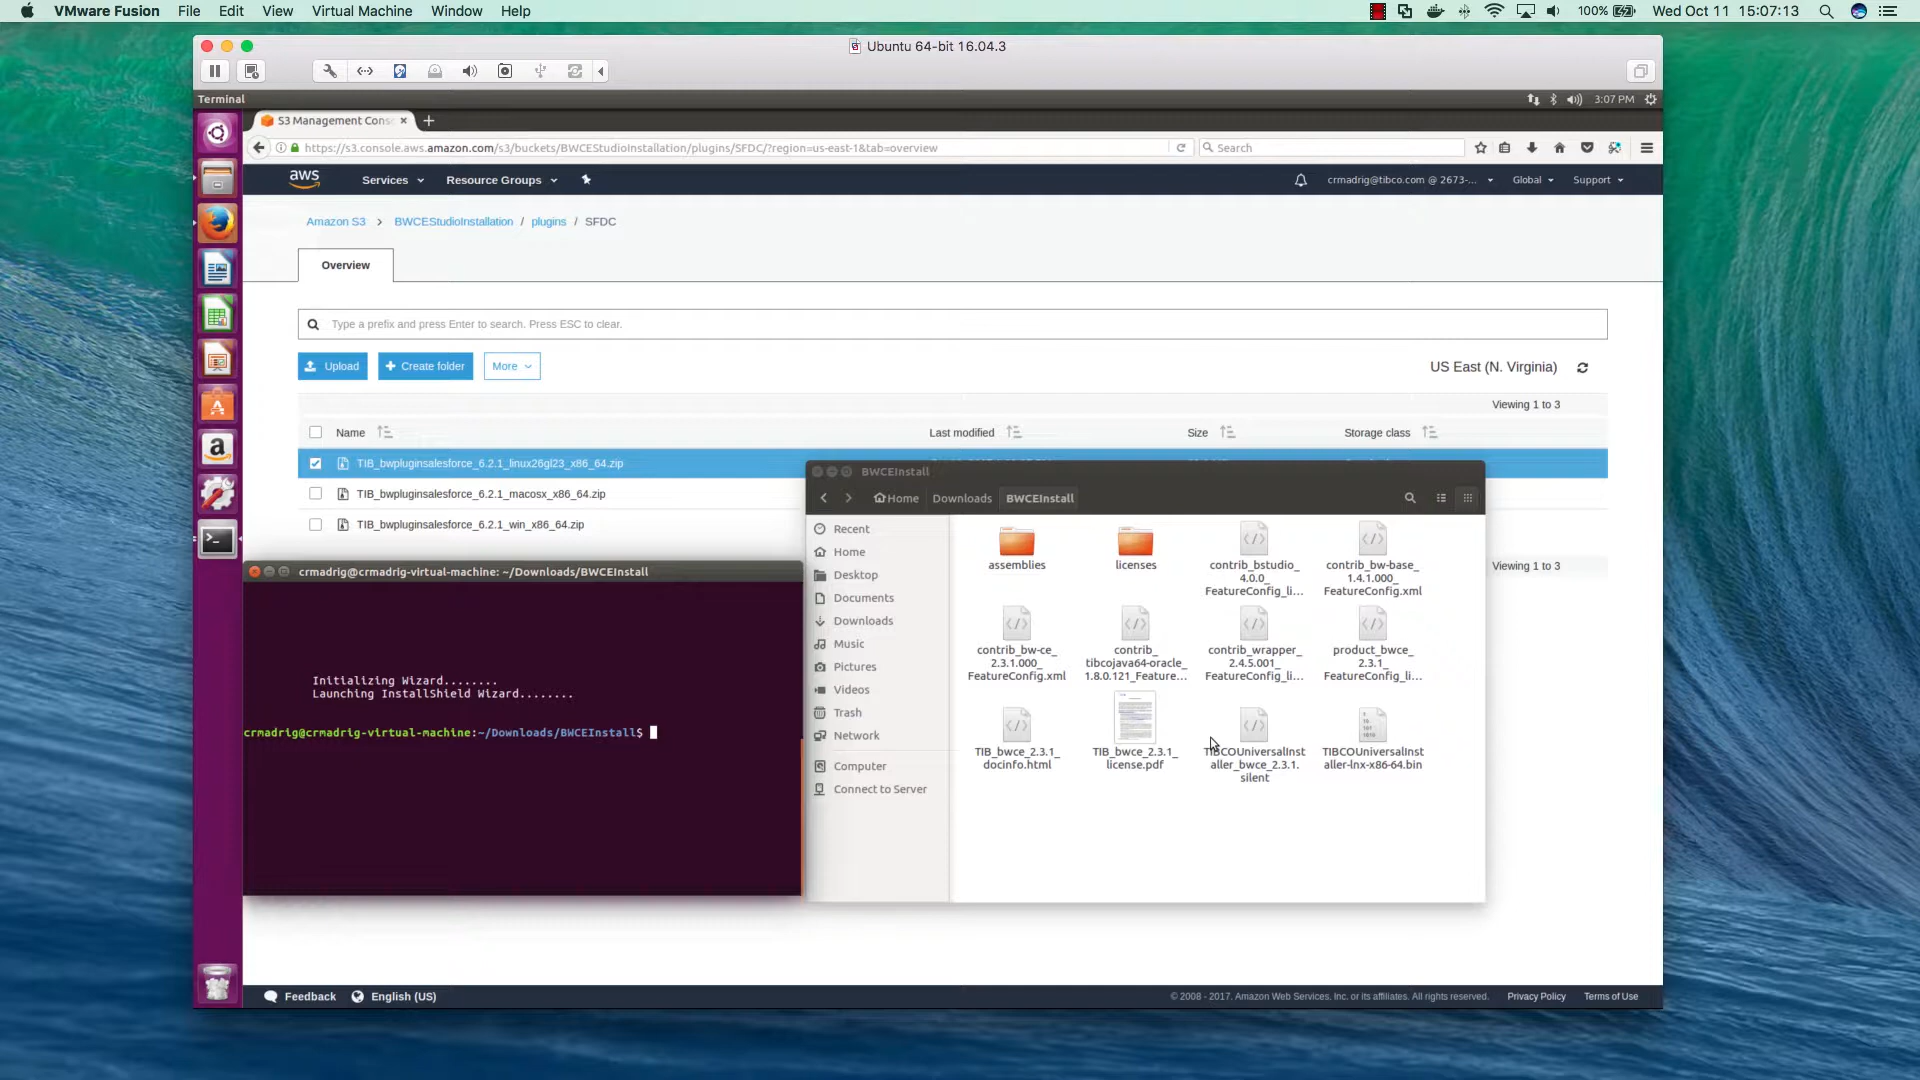 VMware Fusion File Edit View Virtual Machine Window Help
100% Wed Oct 11 15:07:13
Ubuntu 64-bit 16.04.3
Terminal
3:07 PM
S3 Management Cons
https://s3.console.aws.amazon.com/s3/buckets/BWCEStudioInstallation/plugins/SFDC/?region=us-east-1&tab=overview
Search
aws Services Resource Groups
crmadrig@tibco.com @ 2673-... Global Support
Amazon S3 > BWCEStudioInstallation / plugins / SFDC
Overview
Type a prefix and press Enter to search. Press ESC to clear.
Upload + Create folder More
US East (N. Virginia)
Viewing 1 to 3
Name Last modified Size Storage class
TIB_bwpluginsalesforce_6.2.1_linux26gl23_x86_64.zip
TIB_bwpluginsalesforce_6.2.1_macosx_x86_64.zip
TIB_bwpluginsalesforce_6.2.1_win_x86_64.zip
Viewing 1 to 3
crmadrig@crmadrig-virtual-machine: ~/Downloads/BWCEInstall
Initializing Wizard........
Launching InstallShield Wizard........
crmadrig@crmadrig-virtual-machine:~/Downloads/BWCEInstall$
BWCEInstall
Home Downloads BWCEInstall
Recent
Home
Desktop
Documents
Downloads
Music
Pictures
Videos
Trash
Network
Computer
Connect to Server
assemblies
licenses
contrib_bstudio_
4.0.0_
FeatureConfig_li...
contrib_bw-base_
1.4.1.000_
FeatureConfig.xml
contrib_bw-ce_
2.3.1.000_
FeatureConfig.xml
contrib_
tibcojava64-oracle_
1.8.0.121_Feature...
contrib_wrapper_
2.4.5.001_
FeatureConfig_li...
product_bwce_
2.3.1_
FeatureConfig_li...
TIB_bwce_2.3.1_
docinfo.html
TIB_bwce_2.3.1_
license.pdf
TIBCOUniversalInst
aller_bwce_2.3.1.
silent
TIBCOUniversalInst
aller-lnx-x86-64.bin
Feedback English (US)
© 2008 - 2017, Amazon Web Services, Inc. or its affiliates. All rights reserved. Privacy Policy Terms of Use